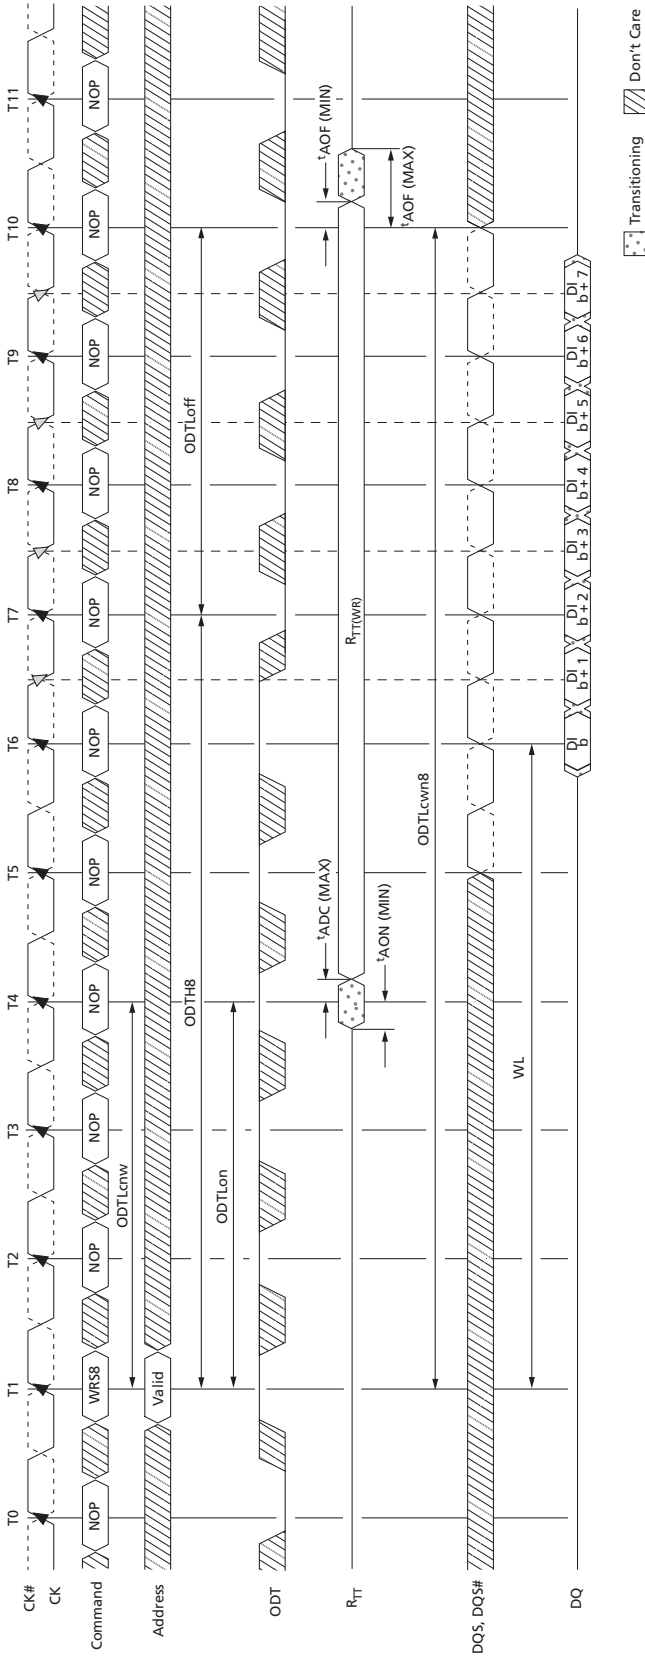 T0 T1 T2 T3 T4 T5 T6 T7 T8 T9 T10 T11
CK#
CK
Command NOP WRS8 NOP NOP NOP NOP NOP NOP NOP NOP NOP NOP
ODTLcnw
Address Valid
ODTH8 ODTLoff
ODTLon
ODT
tADC (MAX) tAOF (MIN)
RTT RTT(WR)
tAON (MIN) tAOF (MAX)
ODTLcwn8
DQS, DQS#
WL
DQ DI b DI b + 1 DI b + 2 DI b + 3 DI b + 4 DI b + 5 DI b + 6 DI b + 7
Transitioning Don't Care